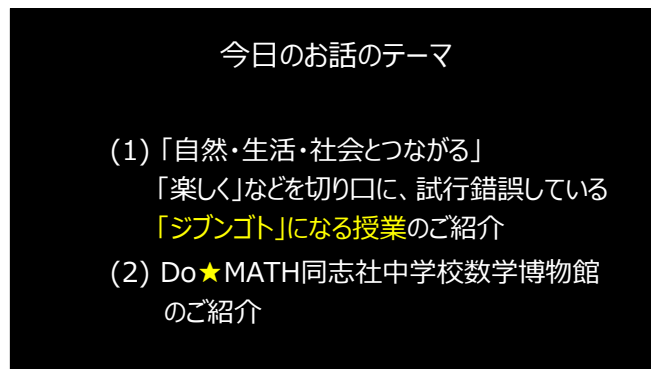 今日のお話のテーマ
(1)「自然・生活・社会とつながる」
「楽しく」などを切り口に、試行錯誤している
「ジブンゴト」になる授業のご紹介
(2) Do★MATH同志社中学校数学博物館
のご紹介